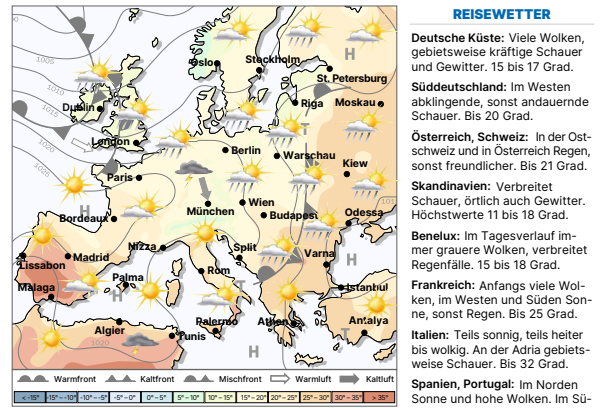 Oslo
Stockholm
St. Petersburg
H
1005
1010
Dublin
Riga
Moskau
T
London
1020
1025
Berlin
Warschau
Kiew
Paris
H
München
Wien
Budapest
Odessa
Bordeaux
Nizza
Split
Varna
H
Lissabon
Madrid
Rom
Palma
H
T
Istanbul
Málaga
Algier
Tunis
Palermo
Athen
T
Antalya
1020
H
Warmfront
Kaltfront
Mischfront
Warmluft
Kaltluft
<-15°
-15°–-10°
-10°–-5°
-5°–0°
0°–5°
5°–10°
10°–15°
15°–20°
20°–25°
25°–30°
30°–35°
> 35°
REISEWETTER
Deutsche Küste: Viele Wolken,
gebietsweise kräftige Schauer
und Gewitter. 15 bis 17 Grad.
Süddeutschland: Im Westen
abklingende, sonst andauernde
Schauer. Bis 20 Grad.
Österreich, Schweiz: In der Ost-
schweiz und in Österreich Regen,
sonst freundlicher. Bis 21 Grad.
Skandinavien: Verbreitet
Schauer, örtlich auch Gewitter.
Höchstwerte 11 bis 18 Grad.
Benelux: Im Tagesverlauf im-
mer grauere Wolken, verbreitet
Regenfälle. 15 bis 18 Grad.
Frankreich: Anfangs viele Wol-
ken, im Westen und Süden Son-
ne, sonst Regen. Bis 25 Grad.
Italien: Teils sonnig, teils heiter
bis wolkig. An der Adria gebiets-
weise Schauer. Bis 32 Grad.
Spanien, Portugal: Im Norden
Sonne und hohe Wolken. Im Sü-